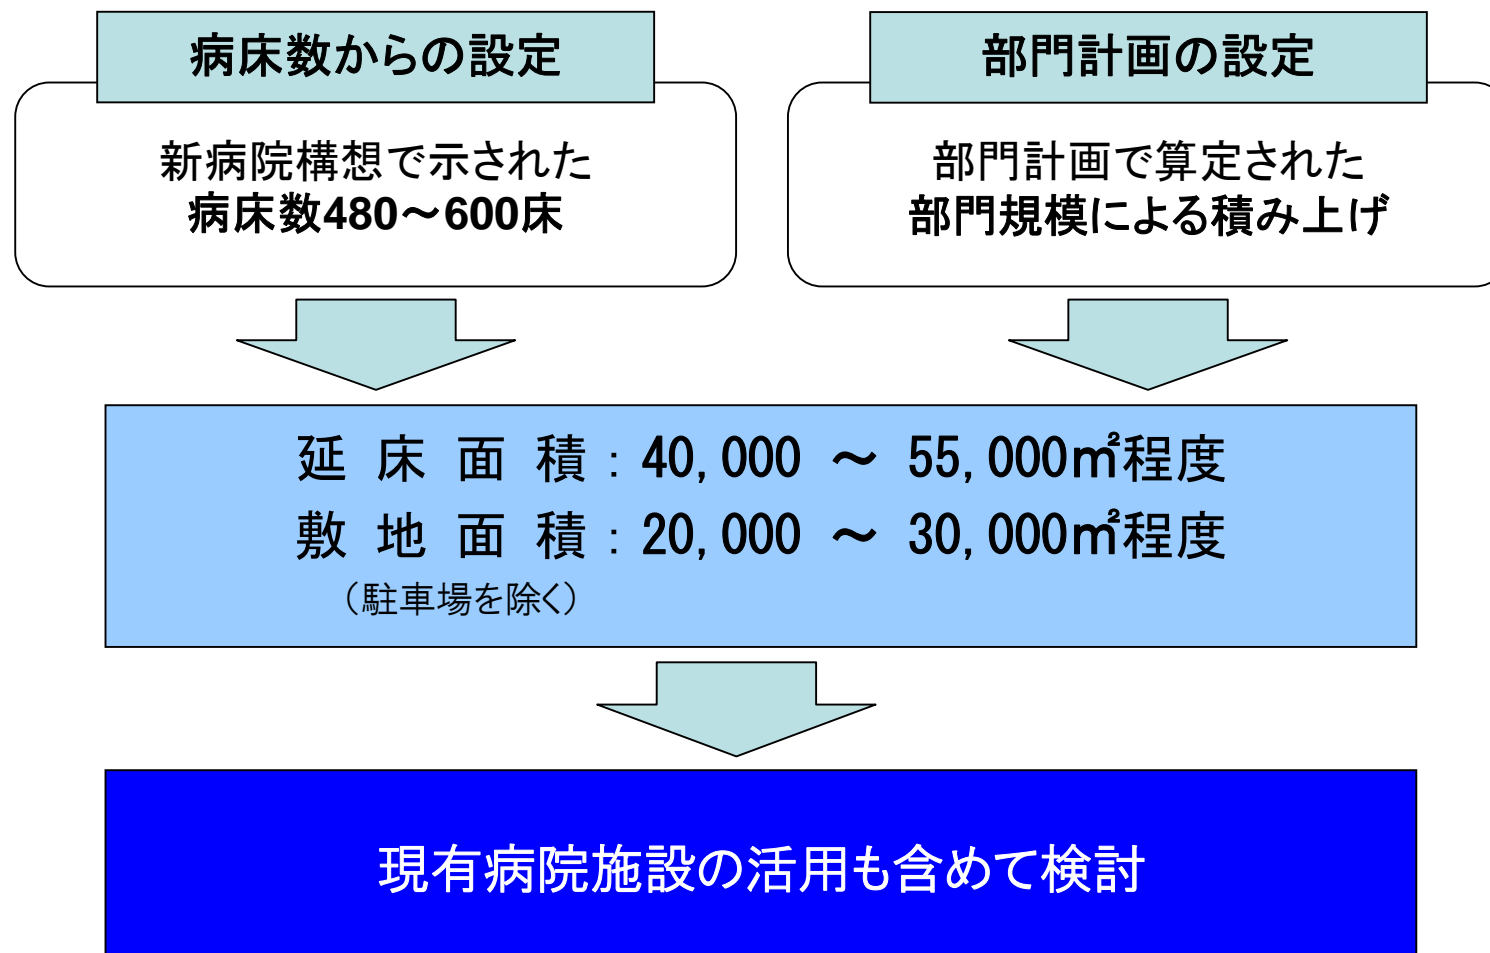 病床数からの設定
新病院構想で示された
病床数480～600床
部門計画の設定
部門計画で算定された
部門規模による積み上げ
延 床 面 積：40,000 ～ 55,000㎡程度
敷 地 面 積：20,000 ～ 30,000㎡程度
（駐車場を除く）
現有病院施設の活用も含めて検討